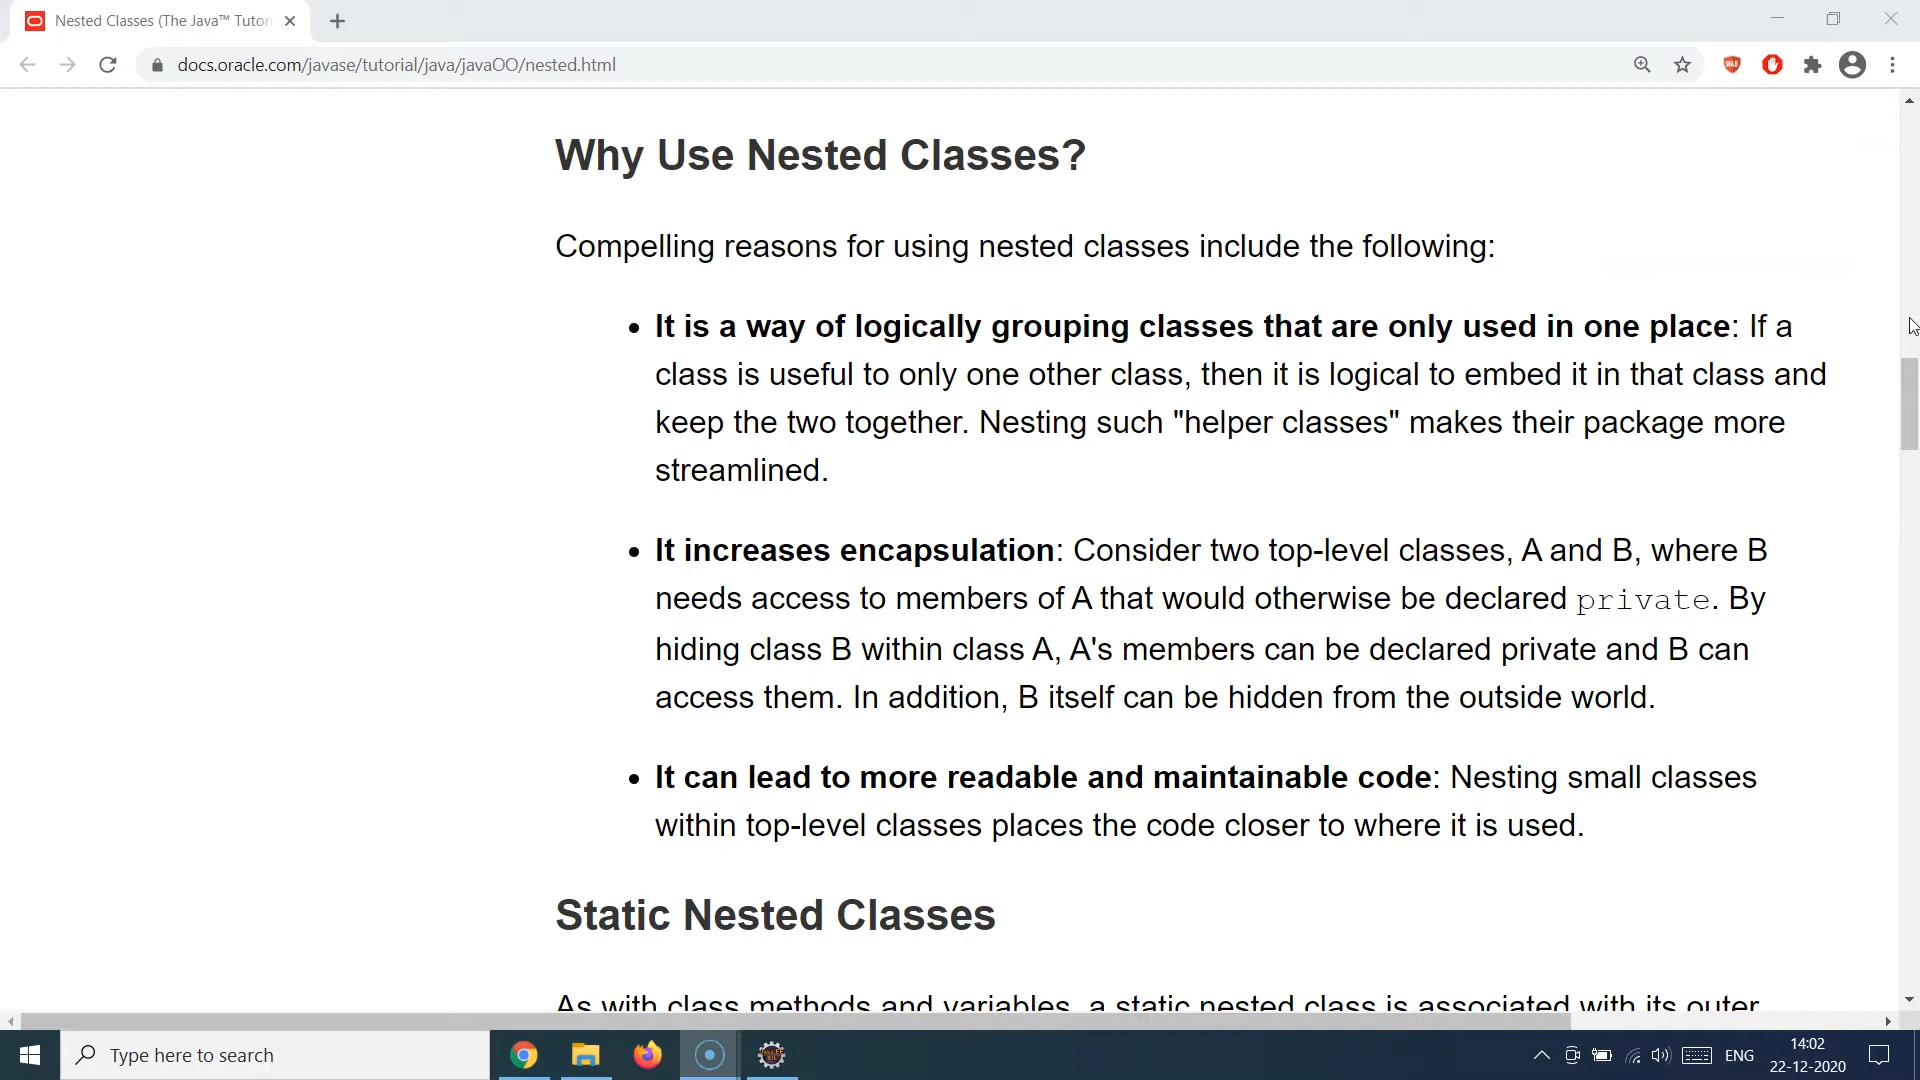 Nested Classes (The Java™ Tutor
docs.oracle.com/javase/tutorial/java/javaOO/nested.html
Why Use Nested Classes?
Compelling reasons for using nested classes include the following:
• It is a way of logically grouping classes that are only used in one place: If a
class is useful to only one other class, then it is logical to embed it in that class and
keep the two together. Nesting such "helper classes" makes their package more
streamlined.
• It increases encapsulation: Consider two top-level classes, A and B, where B
needs access to members of A that would otherwise be declared private. By
hiding class B within class A, A's members can be declared private and B can
access them. In addition, B itself can be hidden from the outside world.
• It can lead to more readable and maintainable code: Nesting small classes
within top-level classes places the code closer to where it is used.
Static Nested Classes
As with class methods and variables, a static nested class is associated with its outer
Type here to search
ENG
14:02
22-12-2020